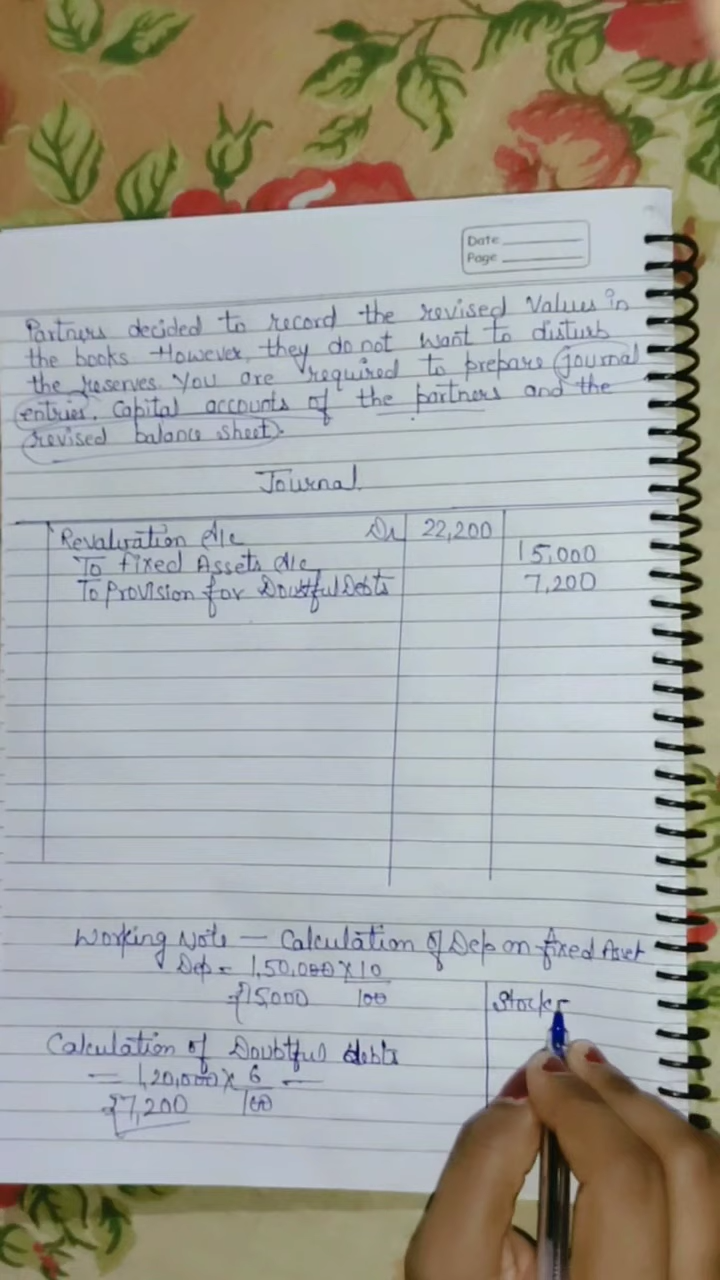 Date
Page
Partners decided to record the revised values in
the books. However, they do not want to disturb
the reserves. You are required to prepare journal
entries, capital accounts of the partners and the
revised balance sheet.
Journal
Revaluation A/c Dr 22,200
To fixed Assets A/c 15,000
To provision for Doubtful Debts 7,200
Working Note - Calculation of Dep on fixed Asset
Dep = 1,50,000 × 10
₹15,000 100
Stock =
Calculation of Doubtful debts
= 1,20,000 × 6
₹7,200 100